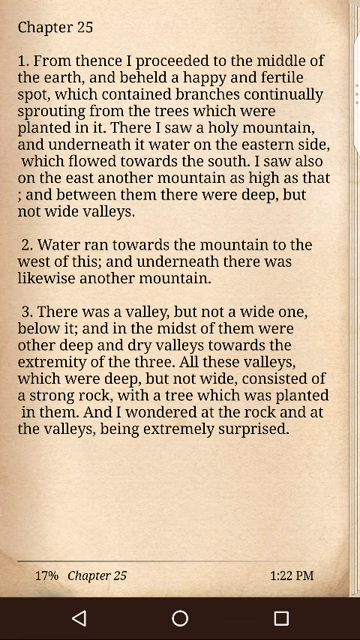 Chapter 25
1. From thence I proceeded to the middle of
the earth, and beheld a happy and fertile
spot, which contained branches continually
sprouting from the trees which were
planted in it. There I saw a holy mountain,
and underneath it water on the eastern side,
which flowed towards the south. I saw also
on the east another mountain as high as that
; and between them there were deep, but
not wide valleys.
2. Water ran towards the mountain to the
west of this; and underneath there was
likewise another mountain.
3. There was a valley, but not a wide one,
below it; and in the midst of them were
other deep and dry valleys towards the
extremity of the three. All these valleys,
which were deep, but not wide, consisted of
a strong rock, with a tree which was planted
in them. And I wondered at the rock and at
the valleys, being extremely surprised.
17% Chapter 25 1:22 PM